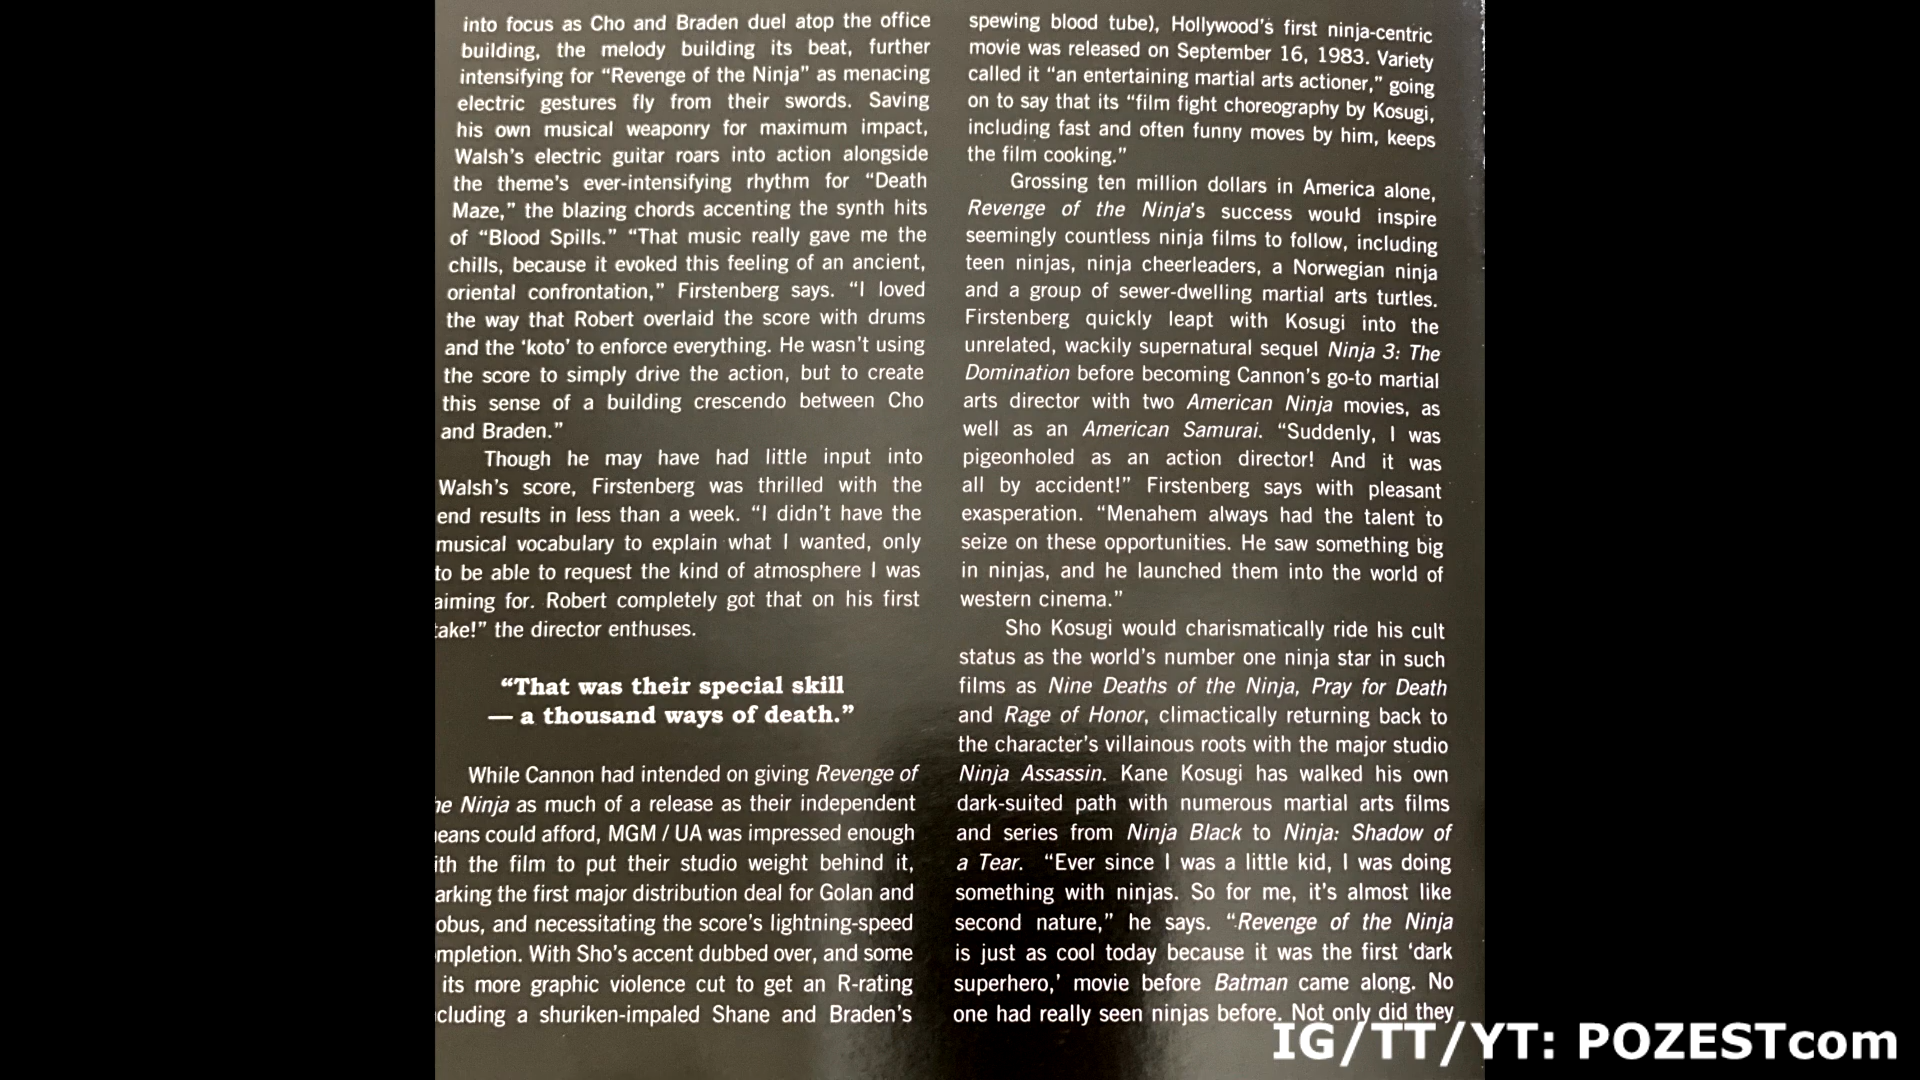 into focus as Cho and Braden duel atop the office
building, the melody building its beat, further
intensifying for “Revenge of the Ninja” as menacing
electric gestures fly from their swords. Saving
his own musical weaponry for maximum impact,
Walsh’s electric guitar roars into action alongside
the theme’s ever-intensifying rhythm for “Death
Maze,” the blazing chords accenting the synth hits
of “Blood Spills.” “That music really gave me the
chills, because it evoked this feeling of an ancient,
oriental confrontation,” Firstenberg says. “I loved
the way that Robert overlaid the score with drums
and the ‘koto’ to enforce everything. He wasn’t using
the score to simply drive the action, but to create
this sense of a building crescendo between Cho
and Braden.”
Though he may have had little input into
Walsh’s score, Firstenberg was thrilled with the
end results in less than a week. “I didn’t have the
musical vocabulary to explain what I wanted, only
to be able to request the kind of atmosphere I was
aiming for. Robert completely got that on his first
take!” the director enthuses.
“That was their special skill
— a thousand ways of death.”
While Cannon had intended on giving Revenge of
he Ninja as much of a release as their independent
eans could afford, MGM / UA was impressed enough
ith the film to put their studio weight behind it,
arking the first major distribution deal for Golan and
obus, and necessitating the score’s lightning-speed
mpletion. With Sho’s accent dubbed over, and some
its more graphic violence cut to get an R-rating
cluding a shuriken-impaled Shane and Braden’s
spewing blood tube), Hollywood’s first ninja-centric
movie was released on September 16, 1983. Variety
called it “an entertaining martial arts actioner,” going
on to say that its “film fight choreography by Kosugi,
including fast and often funny moves by him, keeps
the film cooking.”
Grossing ten million dollars in America alone,
Revenge of the Ninja’s success would inspire
seemingly countless ninja films to follow, including
teen ninjas, ninja cheerleaders, a Norwegian ninja
and a group of sewer-dwelling martial arts turtles.
Firstenberg quickly leapt with Kosugi into the
unrelated, wackily supernatural sequel Ninja 3: The
Domination before becoming Cannon’s go-to martial
arts director with two American Ninja movies, as
well as an American Samurai. “Suddenly, I was
pigeonholed as an action director! And it was
all by accident!” Firstenberg says with pleasant
exasperation. “Menahem always had the talent to
seize on these opportunities. He saw something big
in ninjas, and he launched them into the world of
western cinema.”
Sho Kosugi would charismatically ride his cult
status as the world’s number one ninja star in such
films as Nine Deaths of the Ninja, Pray for Death
and Rage of Honor, climactically returning back to
the character’s villainous roots with the major studio
Ninja Assassin. Kane Kosugi has walked his own
dark-suited path with numerous martial arts films
and series from Ninja Black to Ninja: Shadow of
a Tear. “Ever since I was a little kid, I was doing
something with ninjas. So for me, it’s almost like
second nature,” he says. “Revenge of the Ninja
is just as cool today because it was the first ‘dark
superhero,’ movie before Batman came along. No
one had really seen ninjas before. Not only did they
IG/TT/YT: POZESTcom